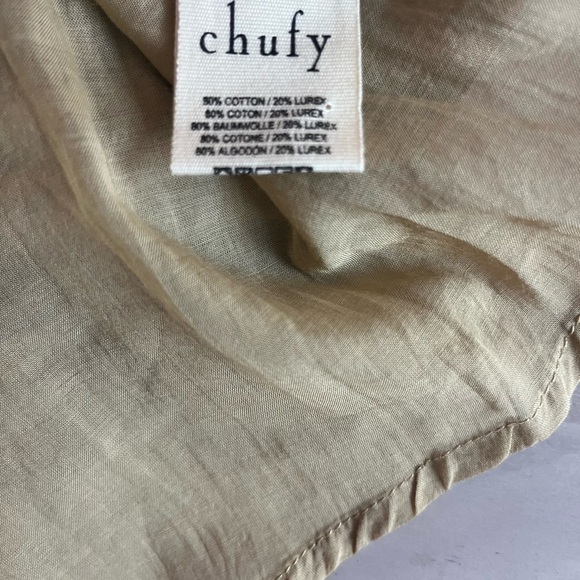 chufy
80% COTTON / 20% LUREX
80% COTON / 20% LUREX
80% BAUMWOLLE / 20% LUREX
80% COTONE / 20% LUREX
80% ALGODÓN / 20% LUREX